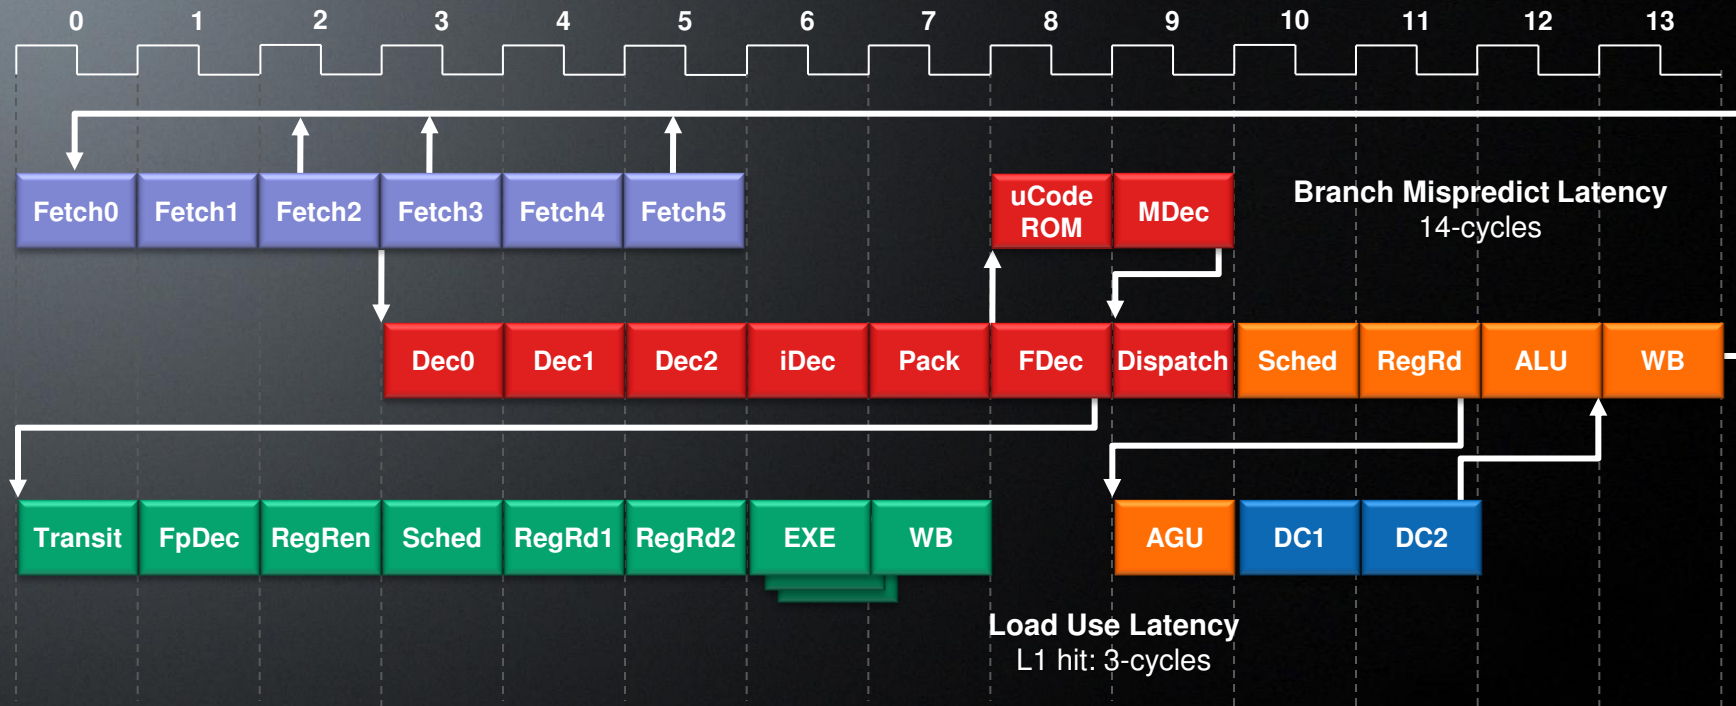 0 1 2 3 4 5 6 7 8 9 10 11 12 13
Fetch0 Fetch1 Fetch2 Fetch3 Fetch4 Fetch5
uCode
ROM
MDec
Branch Mispredict Latency
14-cycles
Dec0 Dec1 Dec2 iDec Pack FDec Dispatch Sched RegRd ALU WB
Transit FpDec RegRen Sched RegRd1 RegRd2 EXE WB AGU DC1 DC2
Load Use Latency
L1 hit: 3-cycles